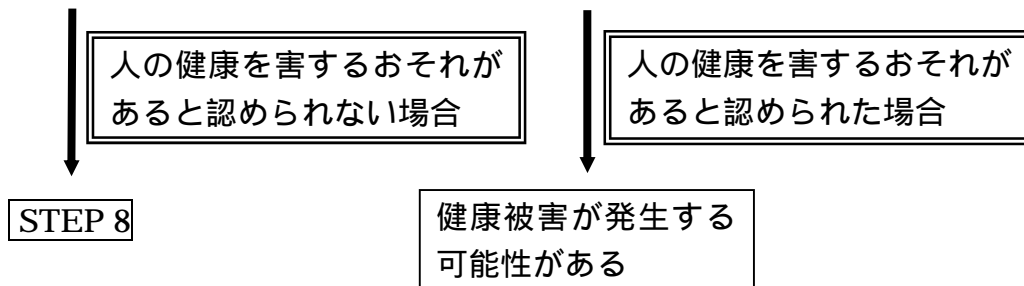 人の健康を害するおそれが
あると認められない場合
人の健康を害するおそれが
あると認められた場合
STEP 8
健康被害が発生する
可能性がある